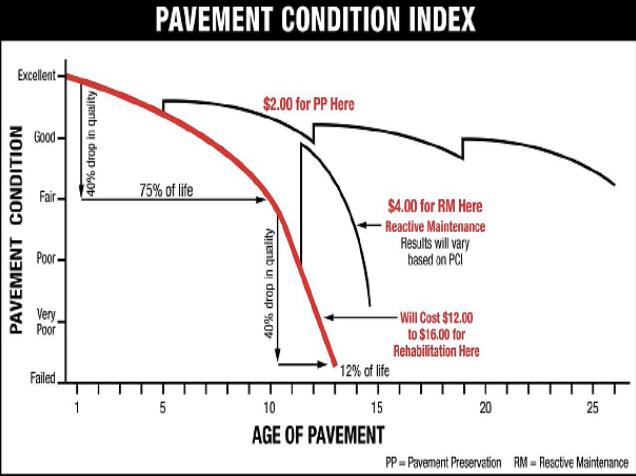 PAVEMENT CONDITION INDEX
PAVEMENT CONDITION
Excellent
Good
Fair
Poor
Very
Poor
Failed
40% drop in quality
75% of life
$2.00 for PP Here
$4.00 for RM Here
Reactive Maintenance
Results will vary
based on PCI
40% drop in quality
Will Cost $12.00
to $16.00 for
Rehabilitation Here
12% of life
1 5 10 15 20 25
AGE OF PAVEMENT
PP = Pavement Preservation RM = Reactive Maintenance